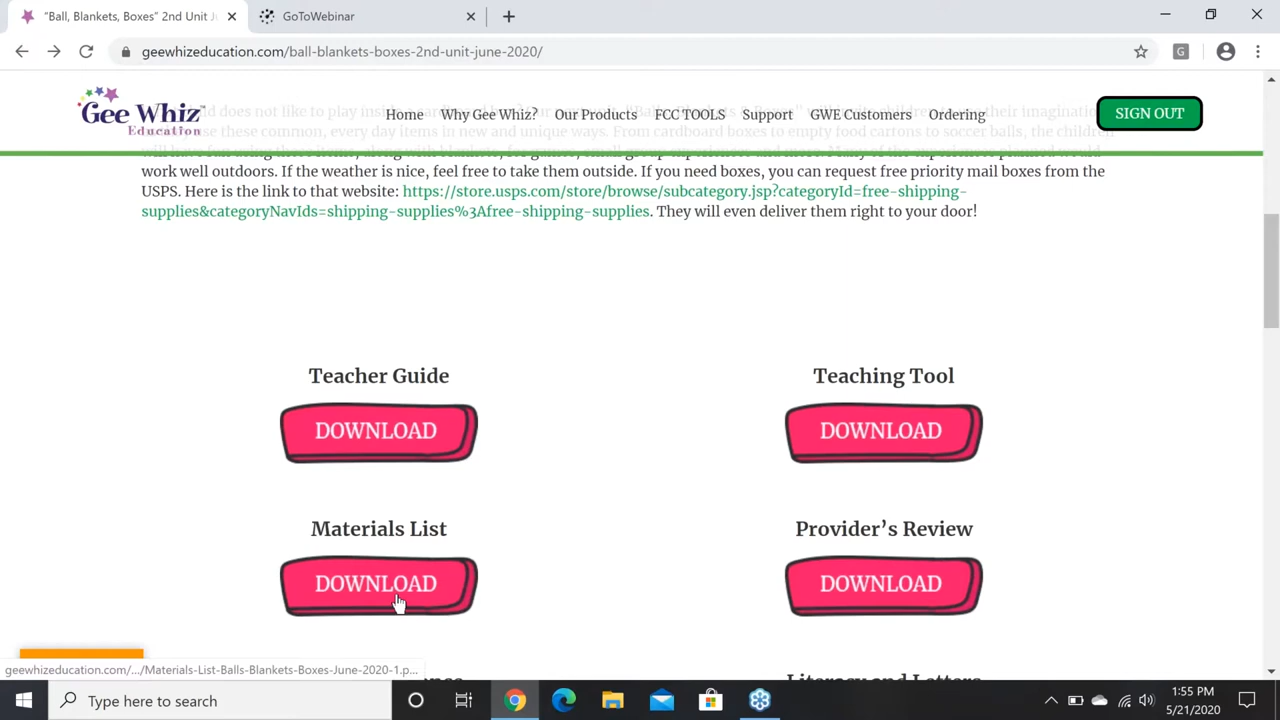 "Ball, Blankets, Boxes" 2nd Unit J
GoToWebinar
geewhizeducation.com/ball-blankets-boxes-2nd-unit-june-2020/
G
Gee Whiz
Education
Home
Why Gee Whiz?
Our Products
FCC TOOLS
Support
GWE Customers
Ordering
SIGN OUT
work well outdoors. If the weather is nice, feel free to take them outside. If you need boxes, you can request free priority mail boxes from the
USPS. Here is the link to that website: https://store.usps.com/store/browse/subcategory.jsp?categoryId=free-shipping-
supplies&categoryNavIds=shipping-supplies%3Afree-shipping-supplies. They will even deliver them right to your door!
Teacher Guide
Teaching Tool
DOWNLOAD
DOWNLOAD
Materials List
Provider's Review
DOWNLOAD
DOWNLOAD
Literacy and Letters
geewhizeducation.com/.../Materials-List-Balls-Blankets-Boxes-June-2020-1.p...
Type here to search
1:55 PM
5/21/2020